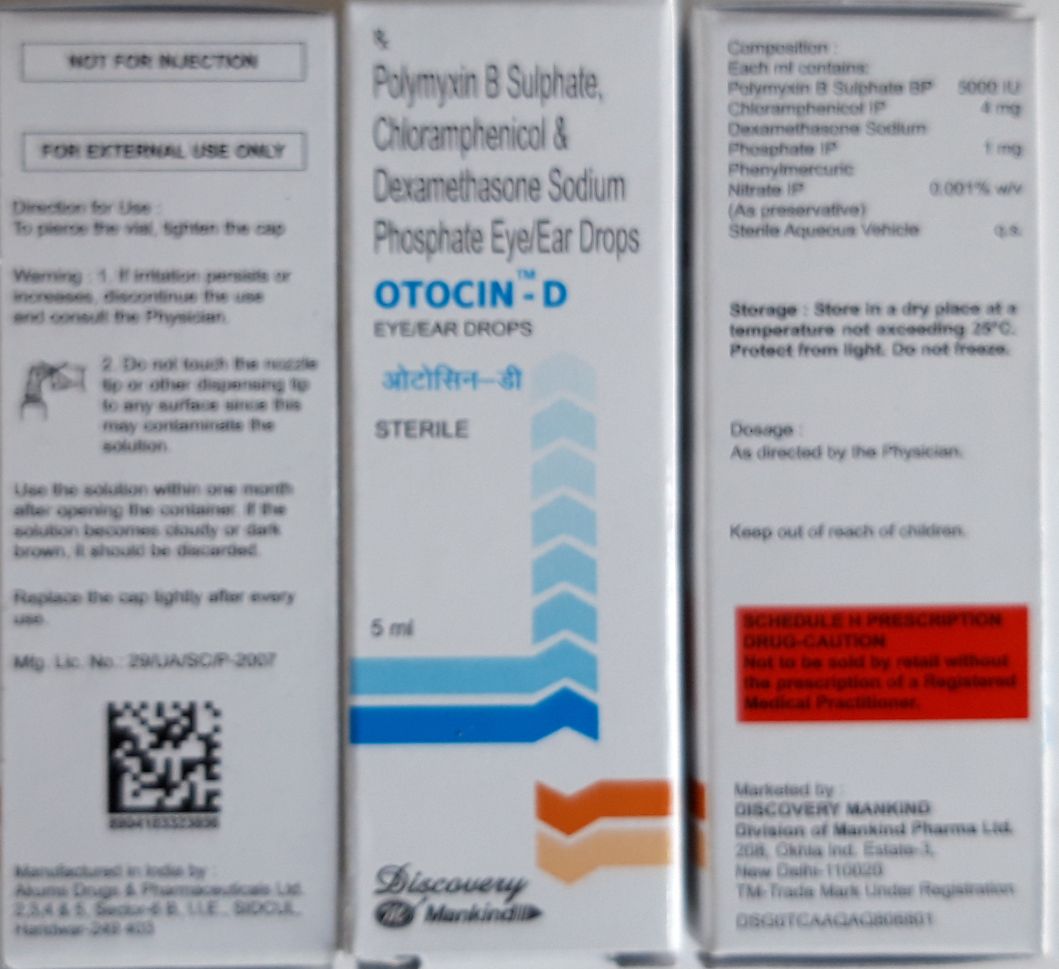 NOT FOR INJECTION
FOR EXTERNAL USE ONLY
Direction for Use :
To pierce the vial, tighten the cap
Warning : 1. If irritation persists or
increases, discontinue the use
and consult the Physician.
2. Do not touch the nozzle
tip or other dispensing tip
to any surface since this
may contaminate the
solution.
Use the solution within one month
after opening the container. If the
solution becomes cloudy or dark
brown, it should be discarded.
Replace the cap tightly after every
use.
Mfg. Lic. No.: 29/UA/SC/P-2007
Manufactured in India by :
Akums Drugs & Pharmaceuticals Ltd.
2,3,4 & 5, Sector-6 B, I.I.E., SIDCUL,
Haridwar-249 403
℞
Polymyxin B Sulphate,
Chloramphenicol &
Dexamethasone Sodium
Phosphate Eye/Ear Drops
OTOCIN™-D
EYE/EAR DROPS
ओटोसिन–डी
STERILE
5 ml
Discovery
Mankind
Composition :
Each ml contains:
Polymyxin B Sulphate BP 5000 IU
Chloramphenicol IP 4 mg
Dexamethasone Sodium
Phosphate IP 1 mg
Phenylmercuric
Nitrate IP 0.001% w/v
(As preservative)
Sterile Aqueous Vehicle q.s.
Storage : Store in a dry place at a
temperature not exceeding 25°C.
Protect from light. Do not freeze.
Dosage :
As directed by the Physician.
Keep out of reach of children.
SCHEDULE H PRESCRIPTION
DRUG-CAUTION
Not to be sold by retail without
the prescription of a Registered
Medical Practitioner.
Marketed by :
DISCOVERY MANKIND
Division of Mankind Pharma Ltd.
208, Okhla Ind. Estate-3,
New Delhi-110020
TM-Trade Mark Under Registration